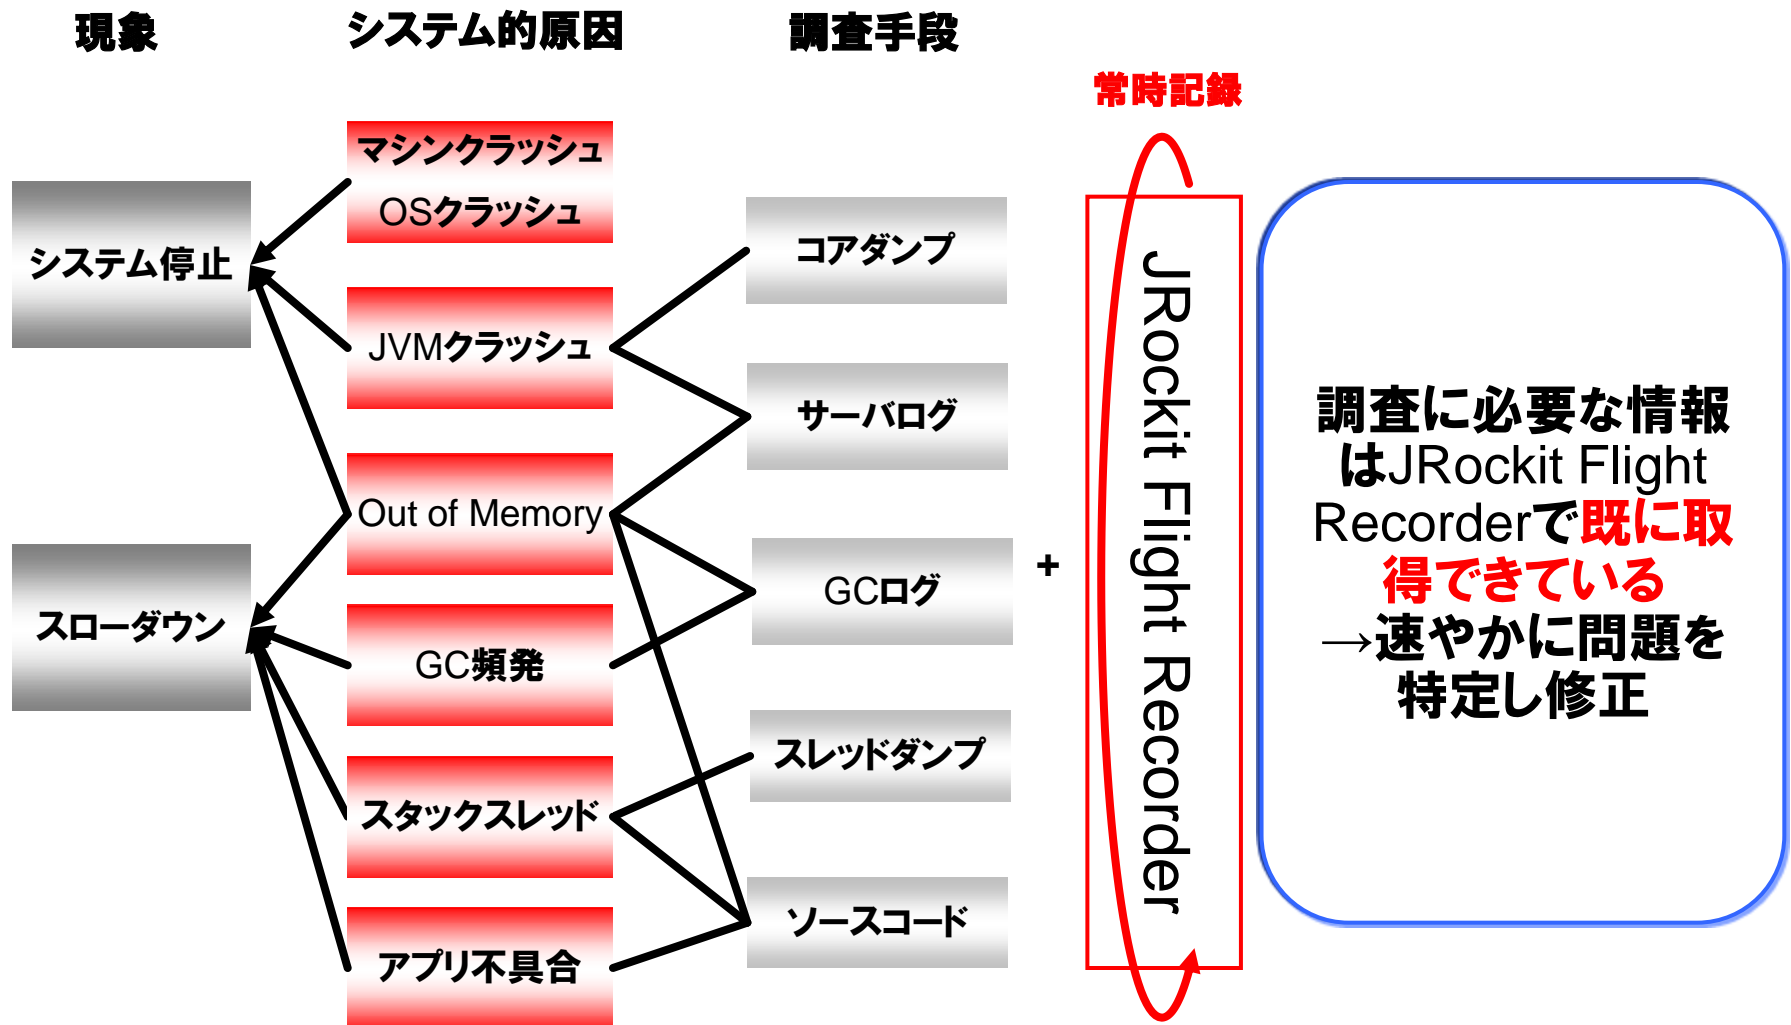 現象
システム的原因
調査手段
常時記録
マシンクラッシュ
OSクラッシュ
システム停止
コアダンプ
JVMクラッシュ
サーバログ
Out of Memory
スローダウン
GCログ
GC頻発
スレッドダンプ
スタックスレッド
ソースコード
アプリ不具合
+
JRockit Flight Recorder
調査に必要な情報
はJRockit Flight
Recorderで既に取
得できている
→速やかに問題を
特定し修正